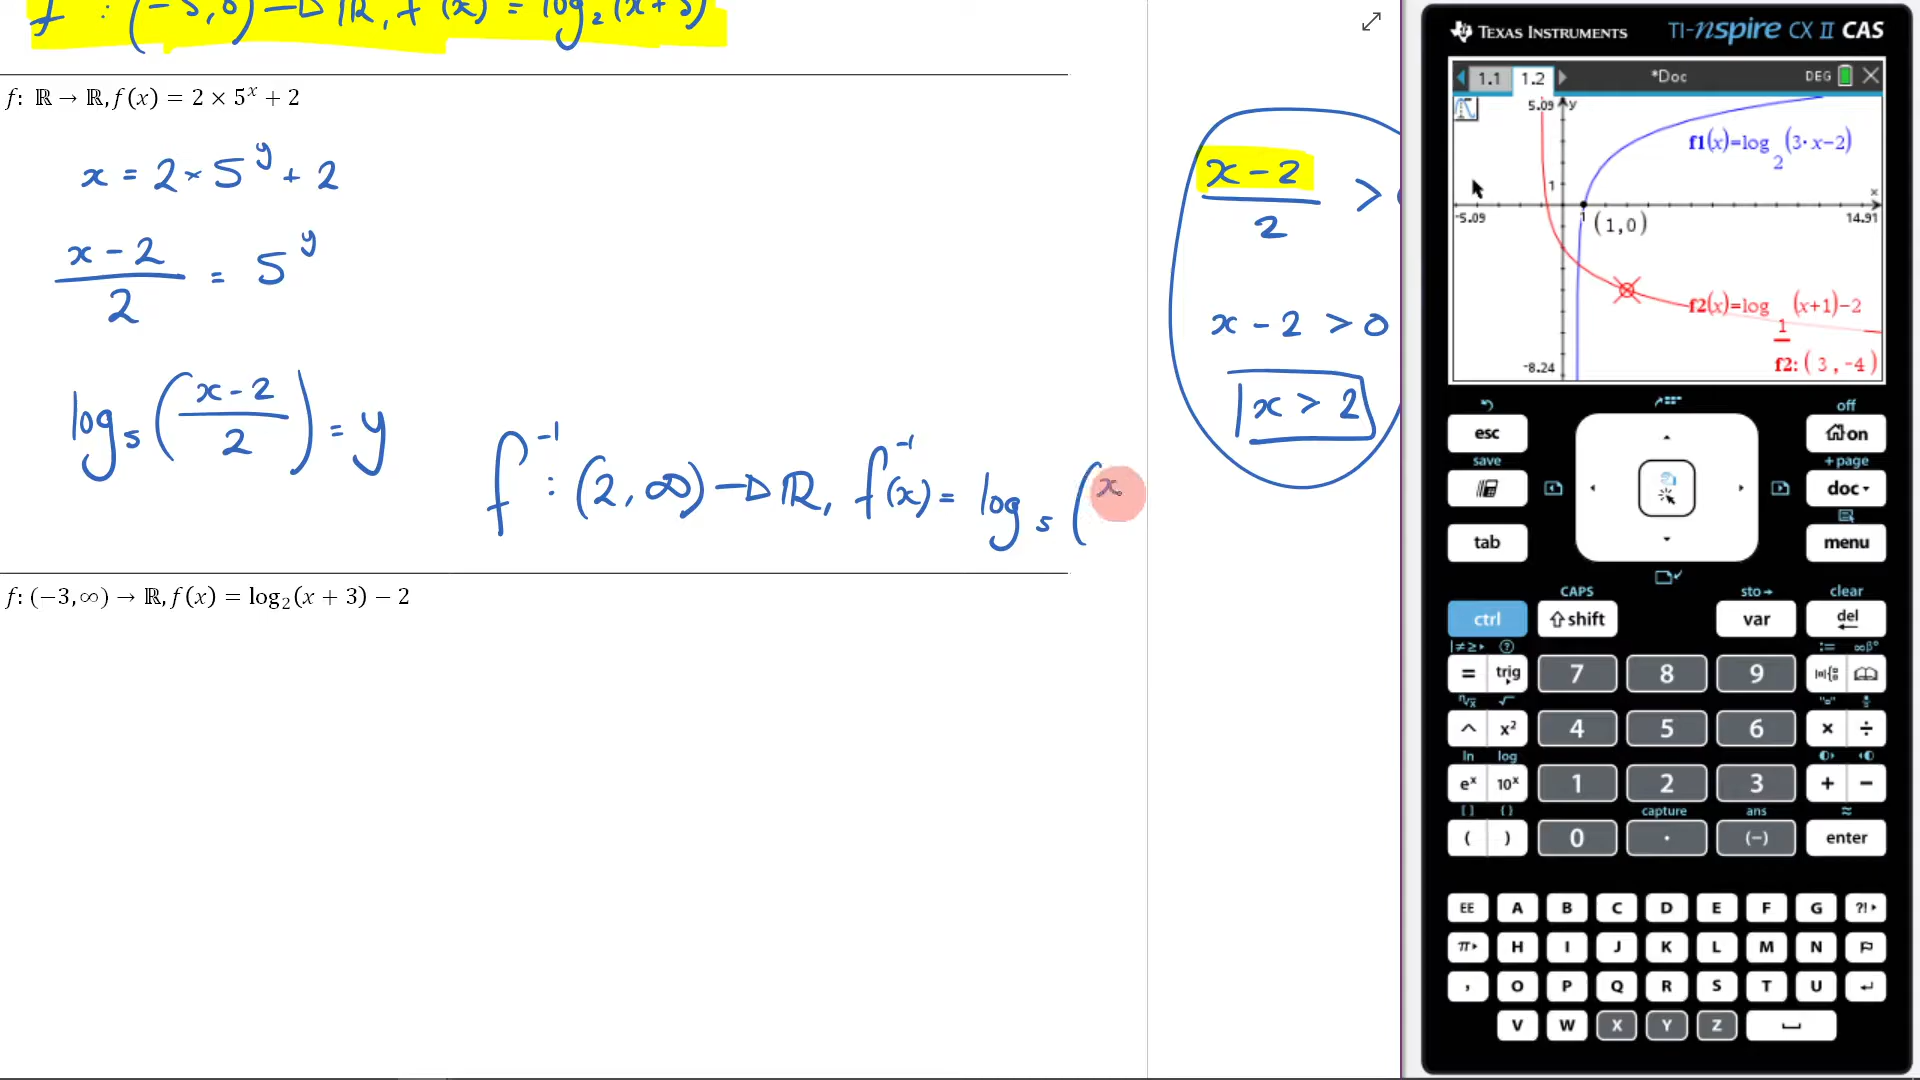 f : (-5,∞) → ℝ, f (x) = log₂(x+5)
f: ℝ → ℝ, f(x) = 2 × 5ˣ + 2
x = 2 × 5^y + 2
(x - 2)/2 = 5^y
log₅((x - 2)/2) = y
f⁻¹ : (2, ∞) → ℝ, f⁻¹(x) = log₅(x
(x - 2)/2 >
x - 2 > 0
x > 2
f: (−3, ∞) → ℝ, f(x) = log₂(x + 3) − 2
TEXAS INSTRUMENTS TI-nspire CX II CAS
1.1 1.2 *Doc DEG
5.09 y
f1(x)=log₂(3·x-2)
1 x
-5.09 1 (1,0) 14.91
f2(x)=log₁ (x+1)-2
-8.24 f2: ( 3 , -4 )
off
esc on
save +page
doc
tab menu
CAPS sto→ clear
ctrl shift var del
= trig 7 8 9
^ x² 4 5 6 × ÷
ln log
eˣ 10ˣ 1 2 3 + −
[ ] { } capture ans ≈
( ) 0 . (−) enter
EE A B C D E F G ?!
π H I J K L M N
, O P Q R S T U
V W X Y Z